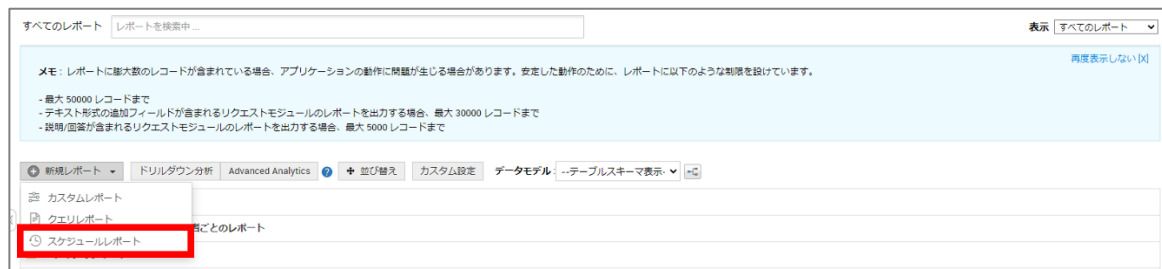 すべてのレポート レポートを検索中 ... 表示 すべてのレポート
再度表示しない [X]
メモ : レポートに膨大数のレコードが含まれている場合、アプリケーションの動作に問題が生じる場合があります。安定した動作のために、レポートに以下のような制限を設けています。
- 最大 50000 レコードまで
- テキスト形式の追加フィールドが含まれるリクエストモジュールのレポートを出力する場合、最大 30000 レコードまで
- 説明/回答が含まれるリクエストモジュールのレポートを出力する場合、最大 5000 レコードまで
新規レポート ドリルダウン分析 Advanced Analytics ? 並び替え カスタム設定 データモデル : --テーブルスキーマ表示-
カスタムレポート
クエリレポート
ごとのレポート
スケジュールレポート